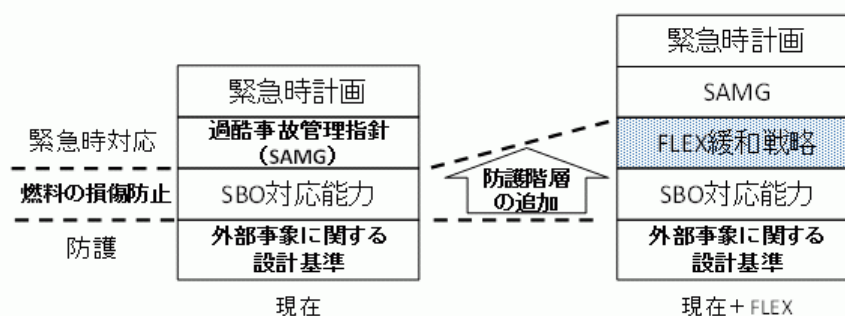 緊急時対応
燃料の損傷防止
防護
緊急時計画
過酷事故管理指針
（SAMG）
SBO対応能力
外部事象に関する
設計基準
現在
防護階層
の追加
緊急時計画
SAMG
FLEX緩和戦略
SBO対応能力
外部事象に関する
設計基準
現在＋FLEX